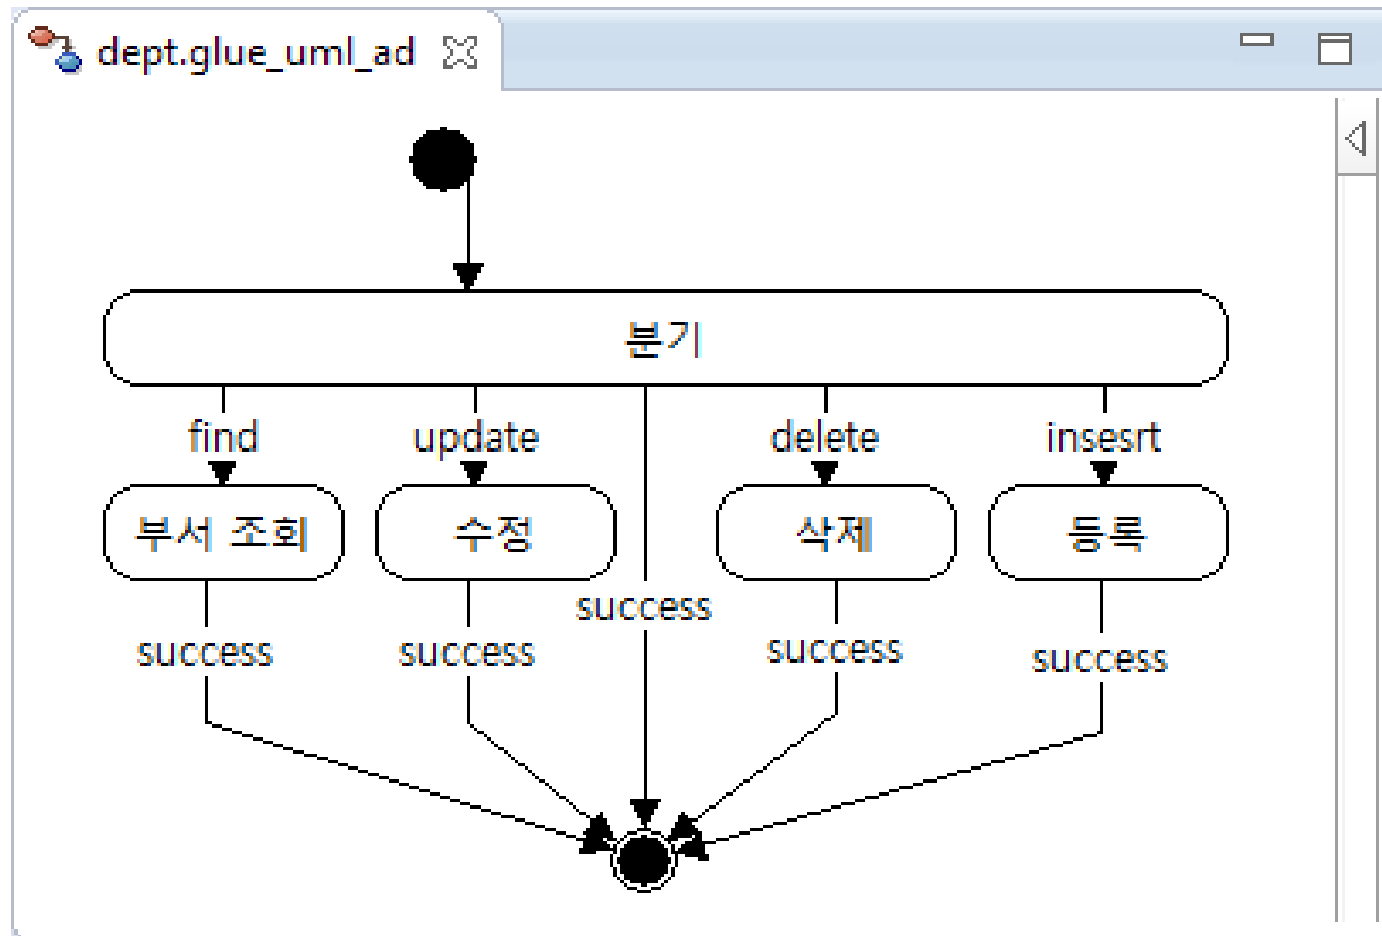 dept.glue_uml_ad
분기
find update delete insesrt
부서 조회 수정 삭제 등록
success
success success success success